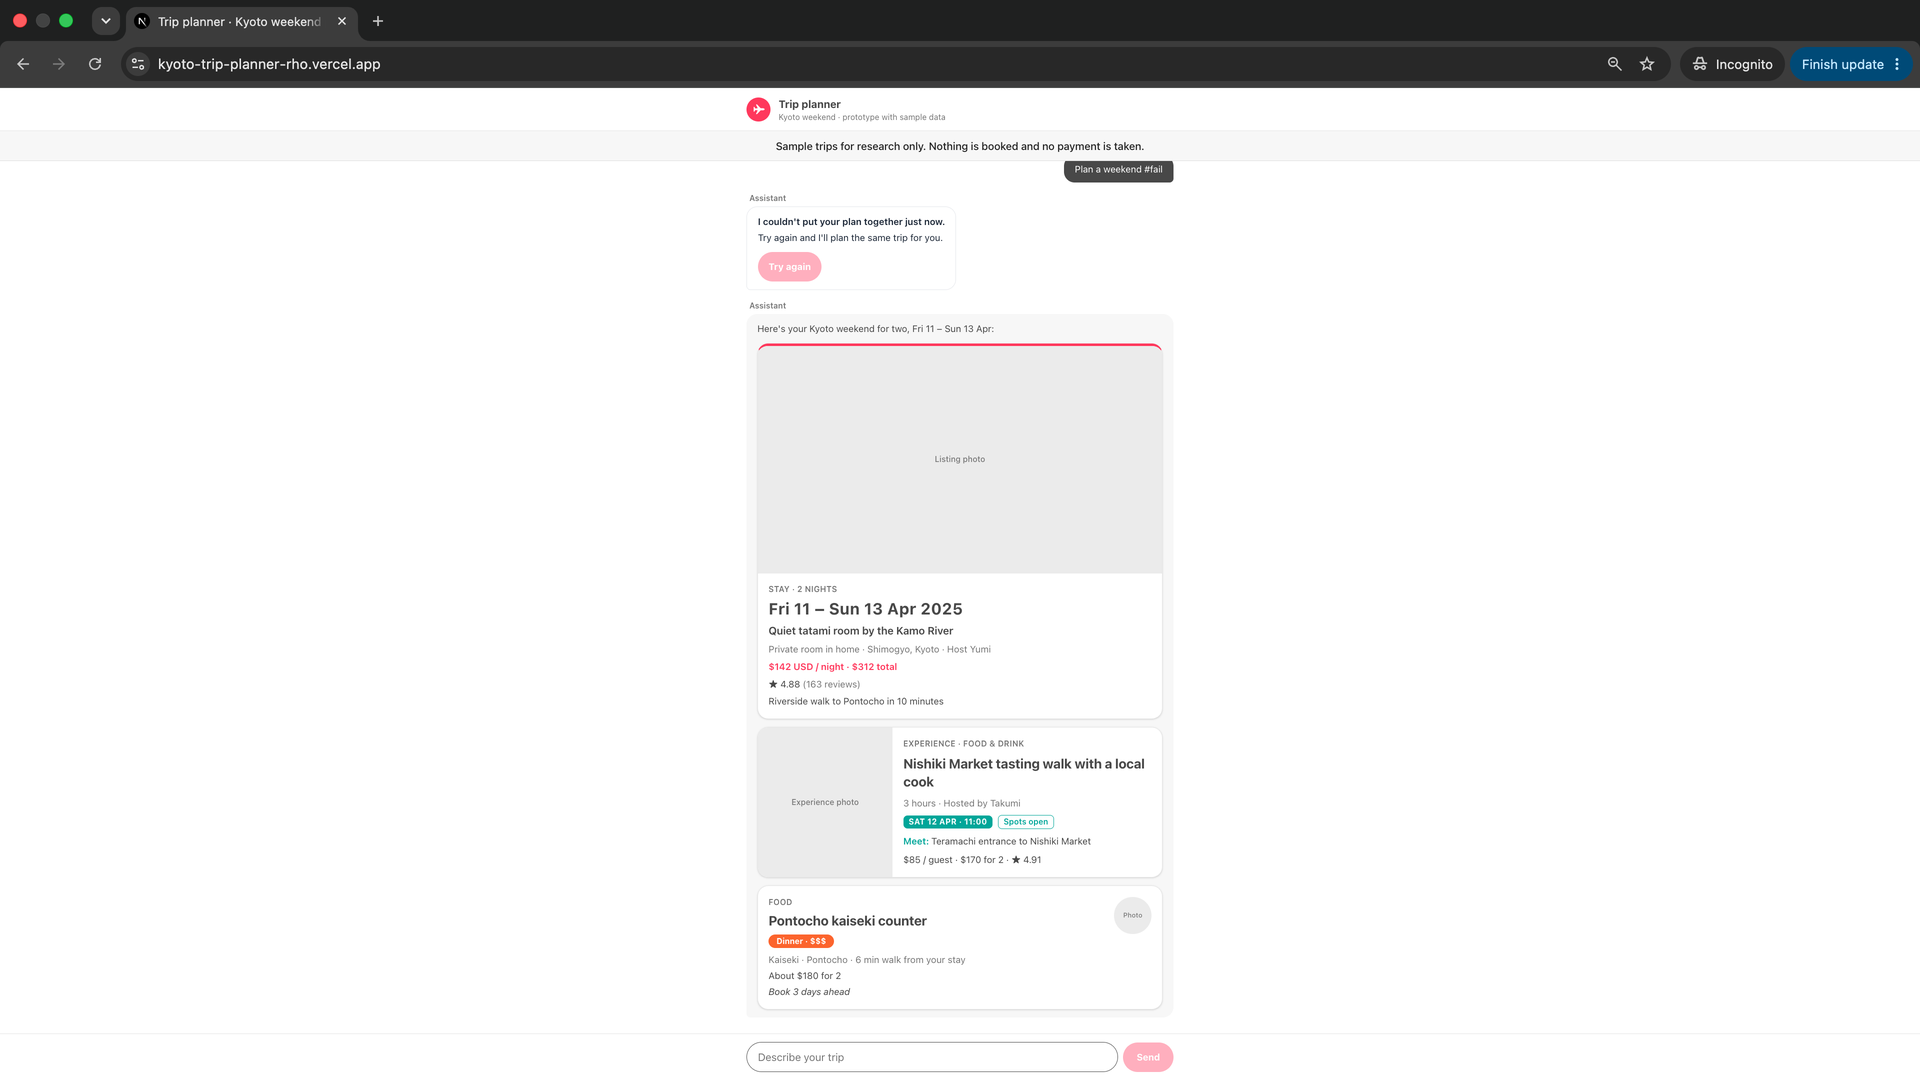 Trip planner · Kyoto weekend
kyoto-trip-planner-rho.vercel.app
Incognito
Finish update
Trip planner
Kyoto weekend · prototype with sample data
Sample trips for research only. Nothing is booked and no payment is taken.
Plan a weekend #fail
Assistant
I couldn't put your plan together just now.
Try again and I'll plan the same trip for you.
Try again
Assistant
Here's your Kyoto weekend for two, Fri 11 – Sun 13 Apr:
Listing photo
STAY · 2 NIGHTS
Fri 11 – Sun 13 Apr 2025
Quiet tatami room by the Kamo River
Private room in home · Shimogyo, Kyoto · Host Yumi
$142 USD / night · $312 total
★ 4.88 (163 reviews)
Riverside walk to Pontocho in 10 minutes
Experience photo
EXPERIENCE · FOOD & DRINK
Nishiki Market tasting walk with a local
cook
3 hours · Hosted by Takumi
SAT 12 APR · 11:00 Spots open
Meet: Teramachi entrance to Nishiki Market
$85 / guest · $170 for 2 · ★ 4.91
FOOD
Pontocho kaiseki counter
Photo
Dinner · $$$
Kaiseki · Pontocho · 6 min walk from your stay
About $180 for 2
Book 3 days ahead
Describe your trip
Send